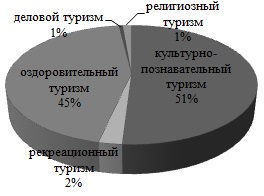 деловой туризм
1%
религиозный
туризм
1%
культурно-
познавательный
туризм
51%
оздоровительный
туризм
45%
рекреационный
туризм
2%